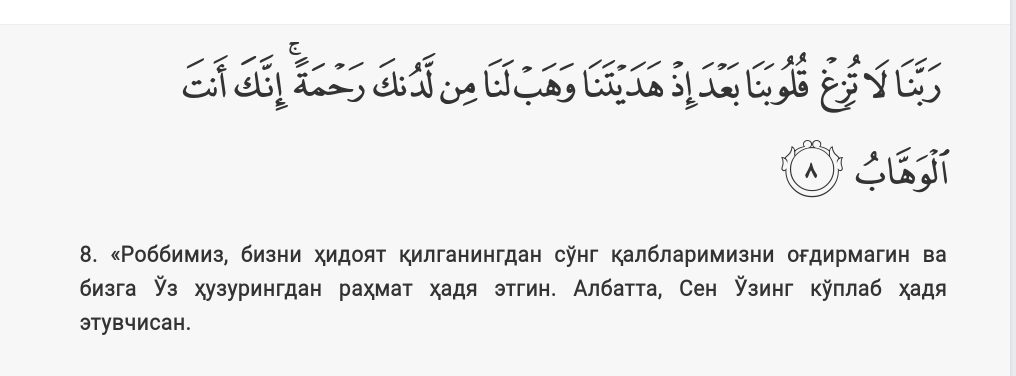 رَبَّنَا لَا تُزِغْ قُلُوبَنَا بَعْدَ إِذْ هَدَيْتَنَا وَهَبْ لَنَا مِن لَّدُنكَ رَحْمَةً ۚ إِنَّكَ أَنتَ
ٱلْوَهَّابُ ٨
8. «Роббимиз, бизни ҳидоят қилганингдан сўнг қалбларимизни оғдирмагин ва
бизга Ўз ҳузурингдан раҳмат ҳадя этгин. Албатта, Сен Ўзинг кўплаб ҳадя
этувчисан.